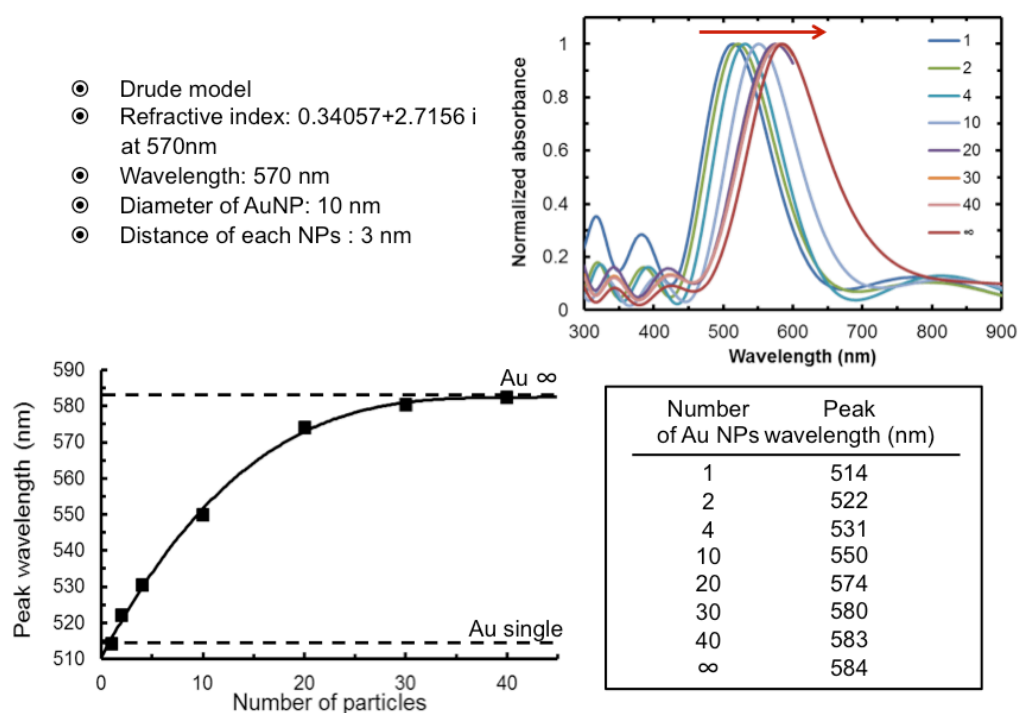 Drude model
Refractive index: 0.34057+2.7156 i
at 570nm
Wavelength: 570 nm
Diameter of AuNP: 10 nm
Distance of each NPs : 3 nm
Normalized absorbance
1
0.8
0.6
0.4
0.2
0
300 400 500 600 700 800 900
Wavelength (nm)
1
2
4
10
20
30
40
∞
Peak wavelength (nm)
590
580
570
560
550
540
530
520
510
0 10 20 30 40
Number of particles
Au ∞
Au single
Number Peak
of Au NPs wavelength (nm)
1 514
2 522
4 531
10 550
20 574
30 580
40 583
∞ 584